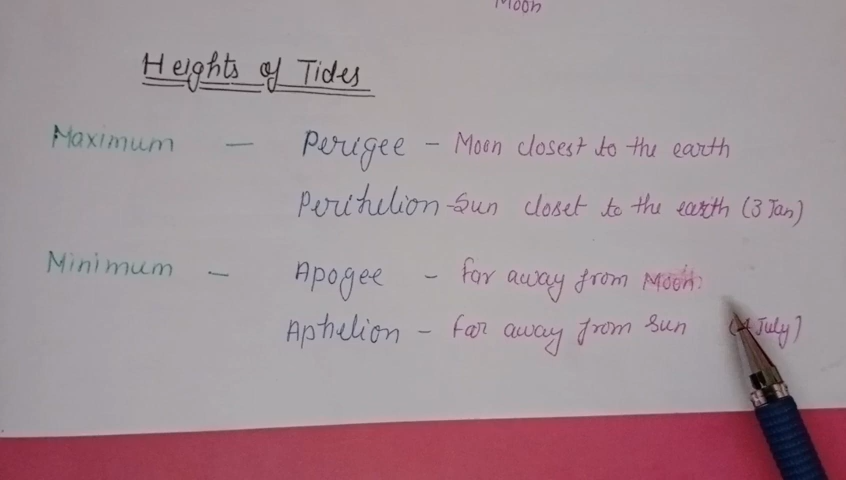 Moon
Heights of Tides
Maximum — Perigee - Moon closest to the earth
Perihelion - Sun closet to the earth (3 Jan)
Minimum — Apogee - far away from Moon
Aphelion - far away from Sun (4 July)